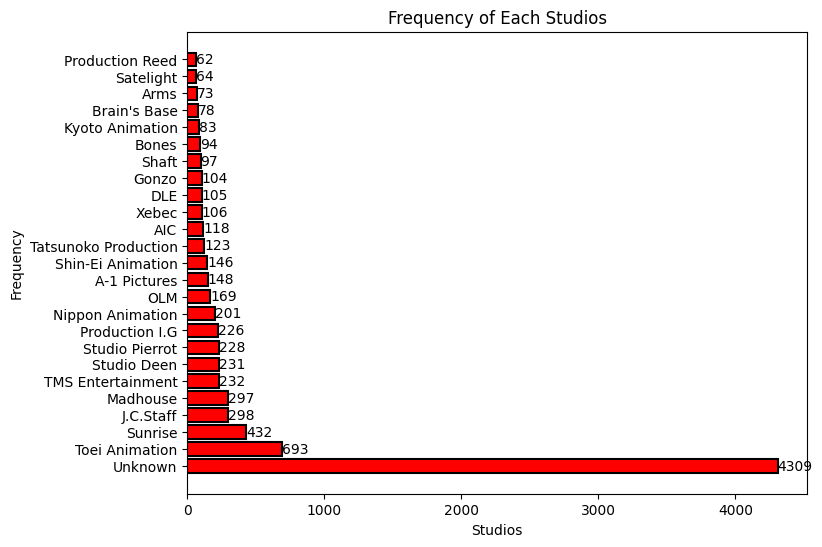 Frequency of Each Studios
Production Reed 62
Satelight 64
Arms 73
Brain's Base 78
Kyoto Animation 83
Bones 94
Shaft 97
Gonzo 104
DLE 105
Xebec 106
AIC 118
Tatsunoko Production 123
Shin-Ei Animation 146
A-1 Pictures 148
OLM 169
Nippon Animation 201
Production I.G 226
Studio Pierrot 228
Studio Deen 231
TMS Entertainment 232
Madhouse 297
J.C.Staff 298
Sunrise 432
Toei Animation 693
Unknown 4309
0 1000 2000 3000 4000
Studios
Frequency